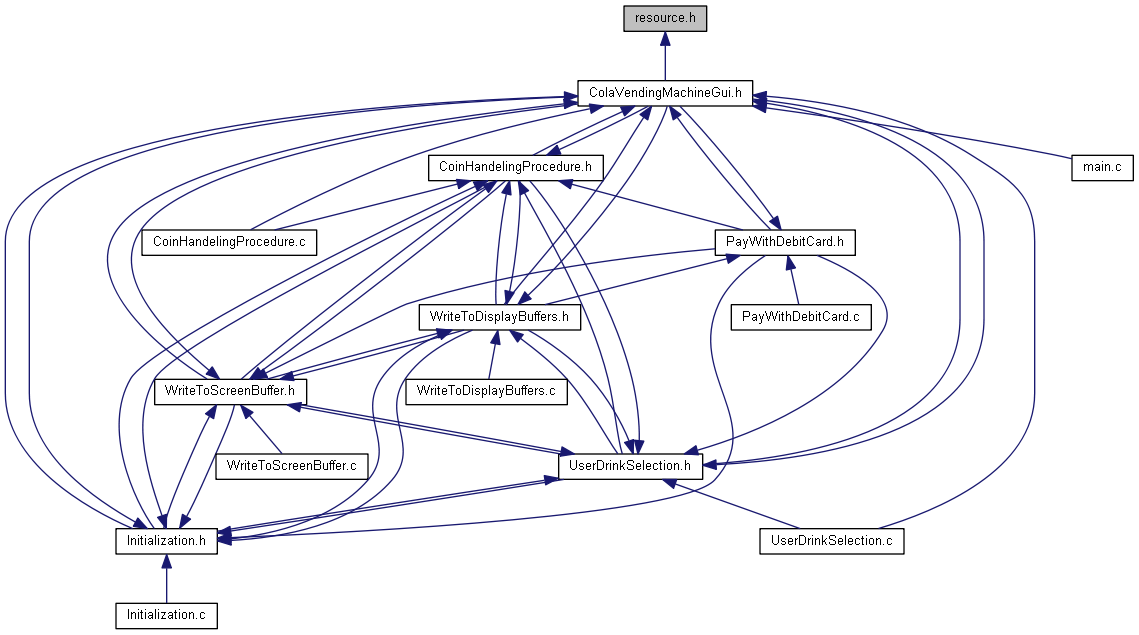 resource.h
ColaVendingMachineGui.h
CoinHandelingProcedure.h
main.c
CoinHandelingProcedure.c
PayWithDebitCard.h
WriteToDisplayBuffers.h
PayWithDebitCard.c
WriteToScreenBuffer.h
WriteToDisplayBuffers.c
WriteToScreenBuffer.c
UserDrinkSelection.h
Initialization.h
UserDrinkSelection.c
Initialization.c